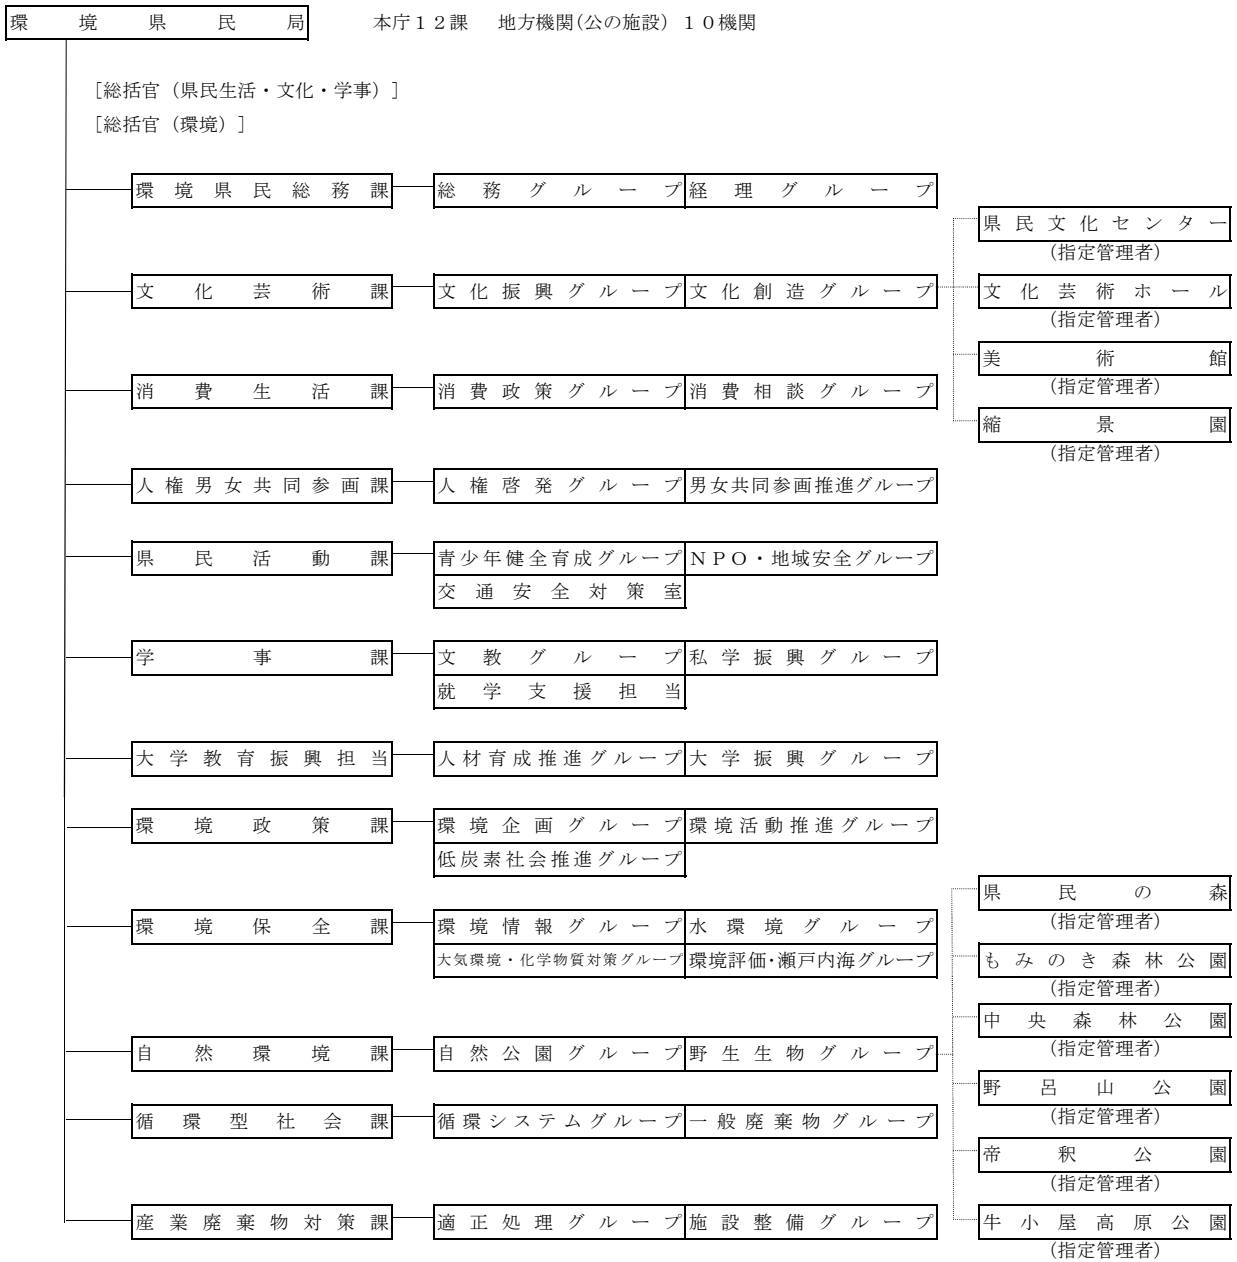 環境県民局 本庁１２課 地方機関(公の施設) １０機関
［総括官（県民生活・文化・学事）］
［総括官（環境）］
環境県民総務課 総務グループ 経理グループ
県民文化センター
(指定管理者)
文化芸術課 文化振興グループ 文化創造グループ 文化芸術ホール
(指定管理者)
美術館
(指定管理者)
消費生活課 消費政策グループ 消費相談グループ
縮景園
(指定管理者)
人権男女共同参画課 人権啓発グループ 男女共同参画推進グループ
県民活動課 青少年健全育成グループ ＮＰＯ・地域安全グループ
交通安全対策室
学事課 文教グループ 私学振興グループ
就学支援担当
大学教育振興担当 人材育成推進グループ 大学振興グループ
環境政策課 環境企画グループ 環境活動推進グループ
低炭素社会推進グループ
県民の森
(指定管理者)
環境保全課 環境情報グループ 水環境グループ
大気環境・化学物質対策グループ 環境評価・瀬戸内海グループ もみのき森林公園
(指定管理者)
中央森林公園
(指定管理者)
自然環境課 自然公園グループ 野生生物グループ
野呂山公園
(指定管理者)
循環型社会課 循環システムグループ 一般廃棄物グループ
帝釈公園
(指定管理者)
産業廃棄物対策課 適正処理グループ 施設整備グループ 牛小屋高原公園
(指定管理者)